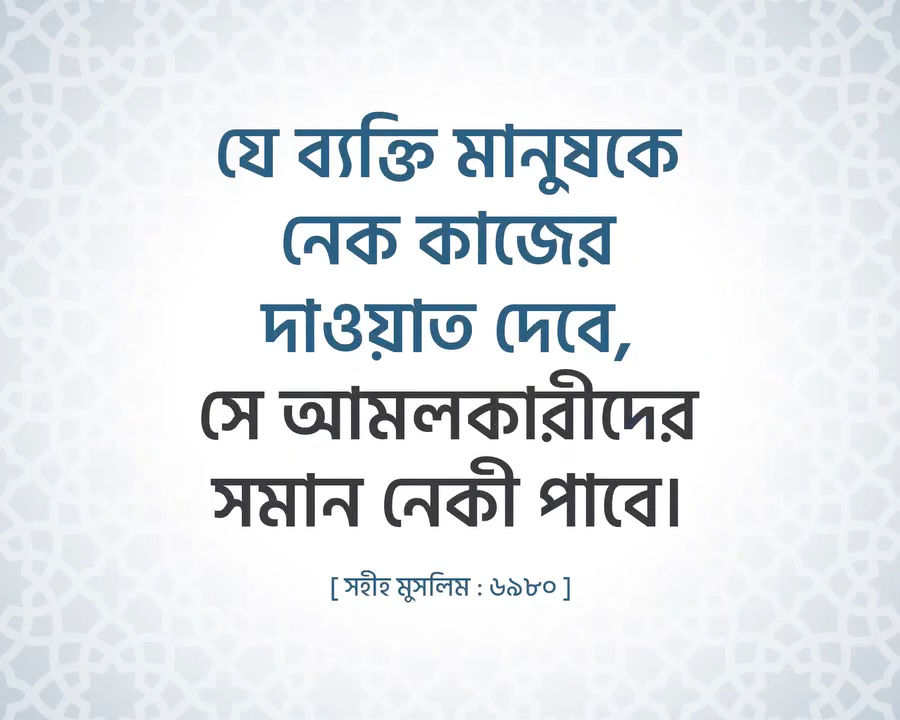 যে ব্যক্তি মানুষকে
নেক কাজের
দাওয়াত দেবে,
সে আমলকারীদের
সমান নেকী পাবে।
[ সহীহ মুসলিম : ৬৯৮০ ]